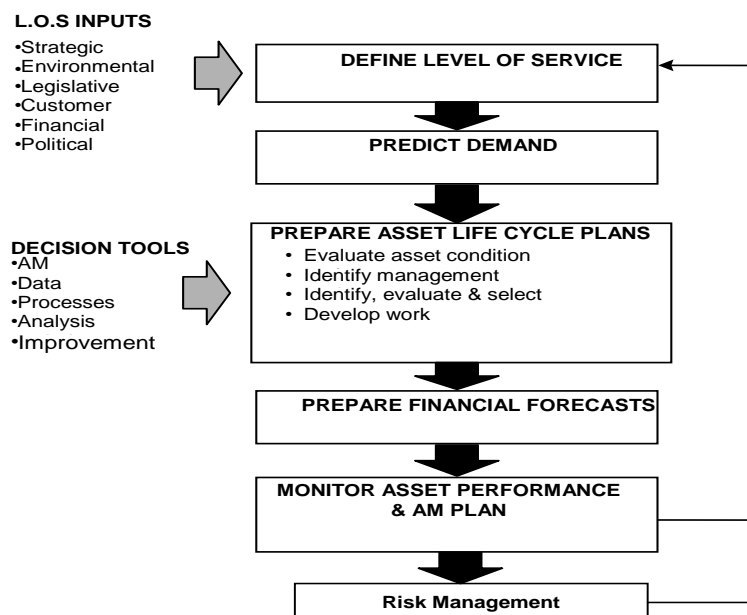 L.O.S INPUTS
•Strategic
•Environmental
•Legislative
•Customer
•Financial
•Political
DEFINE LEVEL OF SERVICE
PREDICT DEMAND
DECISION TOOLS
•AM
•Data
•Processes
•Analysis
•Improvement
PREPARE ASSET LIFE CYCLE PLANS
• Evaluate asset condition
• Identify management
• Identify, evaluate & select
• Develop work
PREPARE FINANCIAL FORECASTS
MONITOR ASSET PERFORMANCE
& AM PLAN
Risk Management